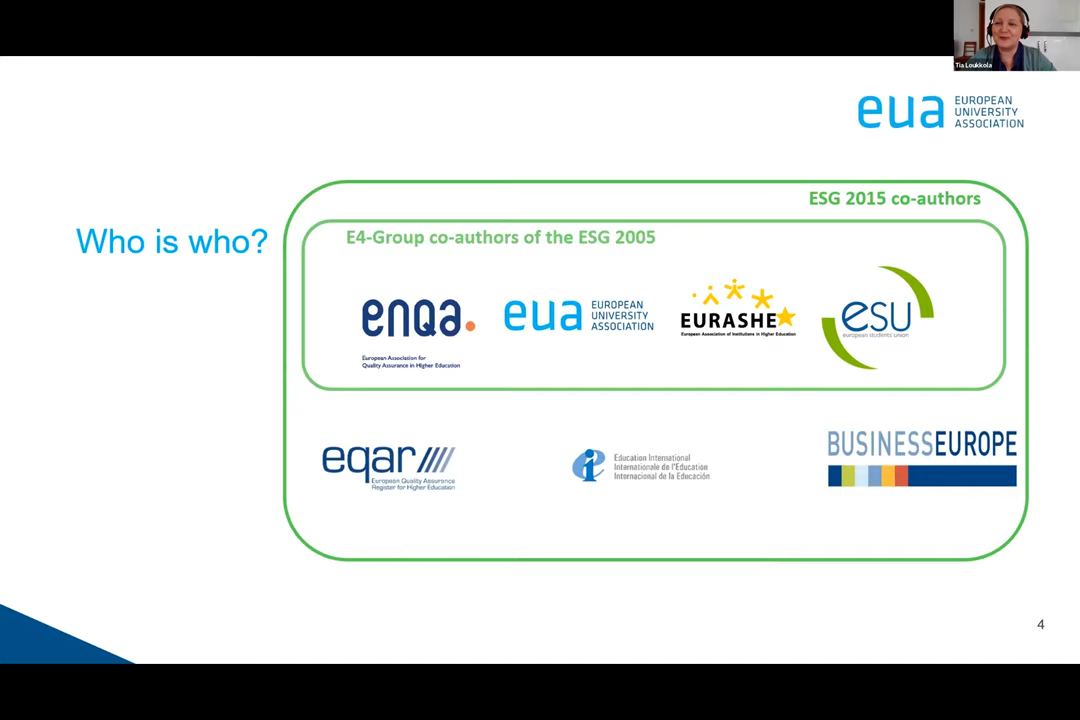 Tia Loukkola
eua EUROPEAN
UNIVERSITY
ASSOCIATION
Who is who?
ESG 2015 co-authors
E4-Group co-authors of the ESG 2005
enqa.
European Association for
Quality Assurance in Higher Education
eua EUROPEAN
UNIVERSITY
ASSOCIATION
EURASHE
European Association of Institutions in Higher Education
esu
european students' union
eqar
European Quality Assurance
Register for Higher Education
Education International
Internationale de l'Education
Internacional de la Educación
BUSINESSEUROPE
4